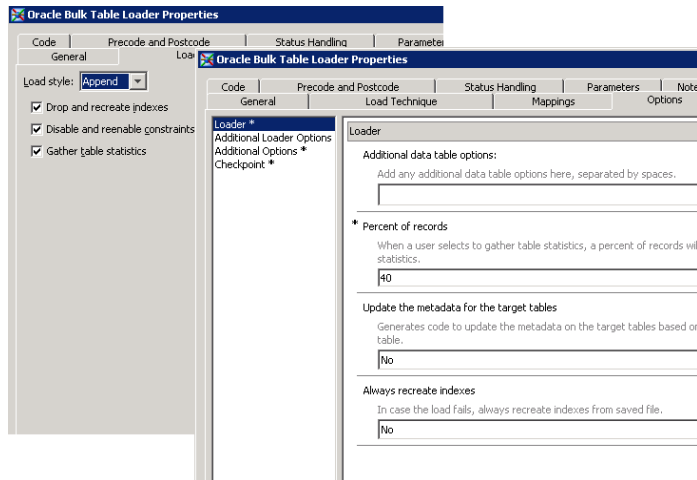 Oracle Bulk Table Loader Properties
Code Precode and Postcode Status Handling Parameter
General Loa
Load style: Append
Drop and recreate indexes
Disable and reenable constraints
Gather table statistics
Oracle Bulk Table Loader Properties
Code Precode and Postcode Status Handling Parameters Note
General Load Technique Mappings Options
Loader *
Additional Loader Options
Additional Options *
Checkpoint *
Loader
Additional data table options:
Add any additional data table options here, separated by spaces.
* Percent of records
When a user selects to gather table statistics, a percent of records wil
statistics.
40
Update the metadata for the target tables
Generates code to update the metadata on the target tables based or
table.
No
Always recreate indexes
In case the load fails, always recreate indexes from saved file.
No